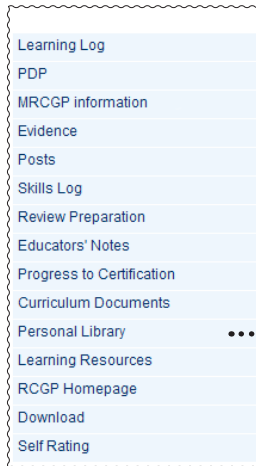 Learning Log
PDP
MRCGP information
Evidence
Posts
Skills Log
Review Preparation
Educators' Notes
Progress to Certification
Curriculum Documents
Personal Library
Learning Resources
RCGP Homepage
Download
Self Rating